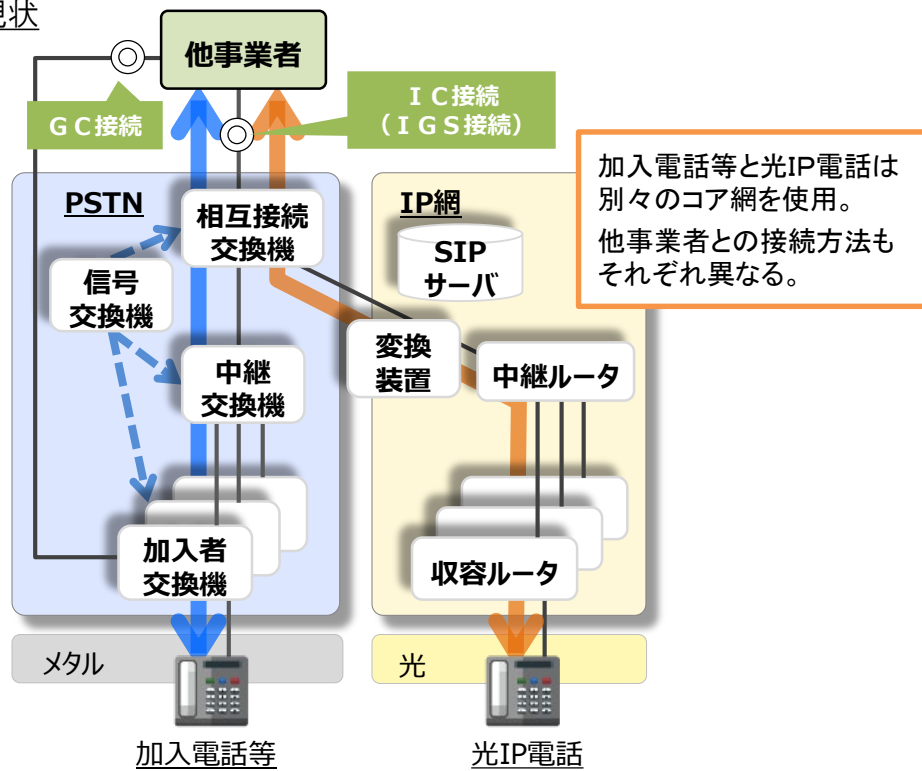 現状
他事業者
GC接続
IC接続
(IGS接続)
加入電話等と光IP電話は
別々のコア網を使用。
他事業者との接続方法も
それぞれ異なる。
PSTN
相互接続
交換機
信号
交換機
中継
交換機
加入者
交換機
IP網
SIP
サーバ
変換
装置
中継ルータ
収容ルータ
メタル
光
加入電話等
光IP電話